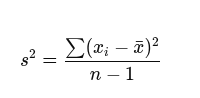 s² = ∑(xᵢ − x̄)² / n − 1